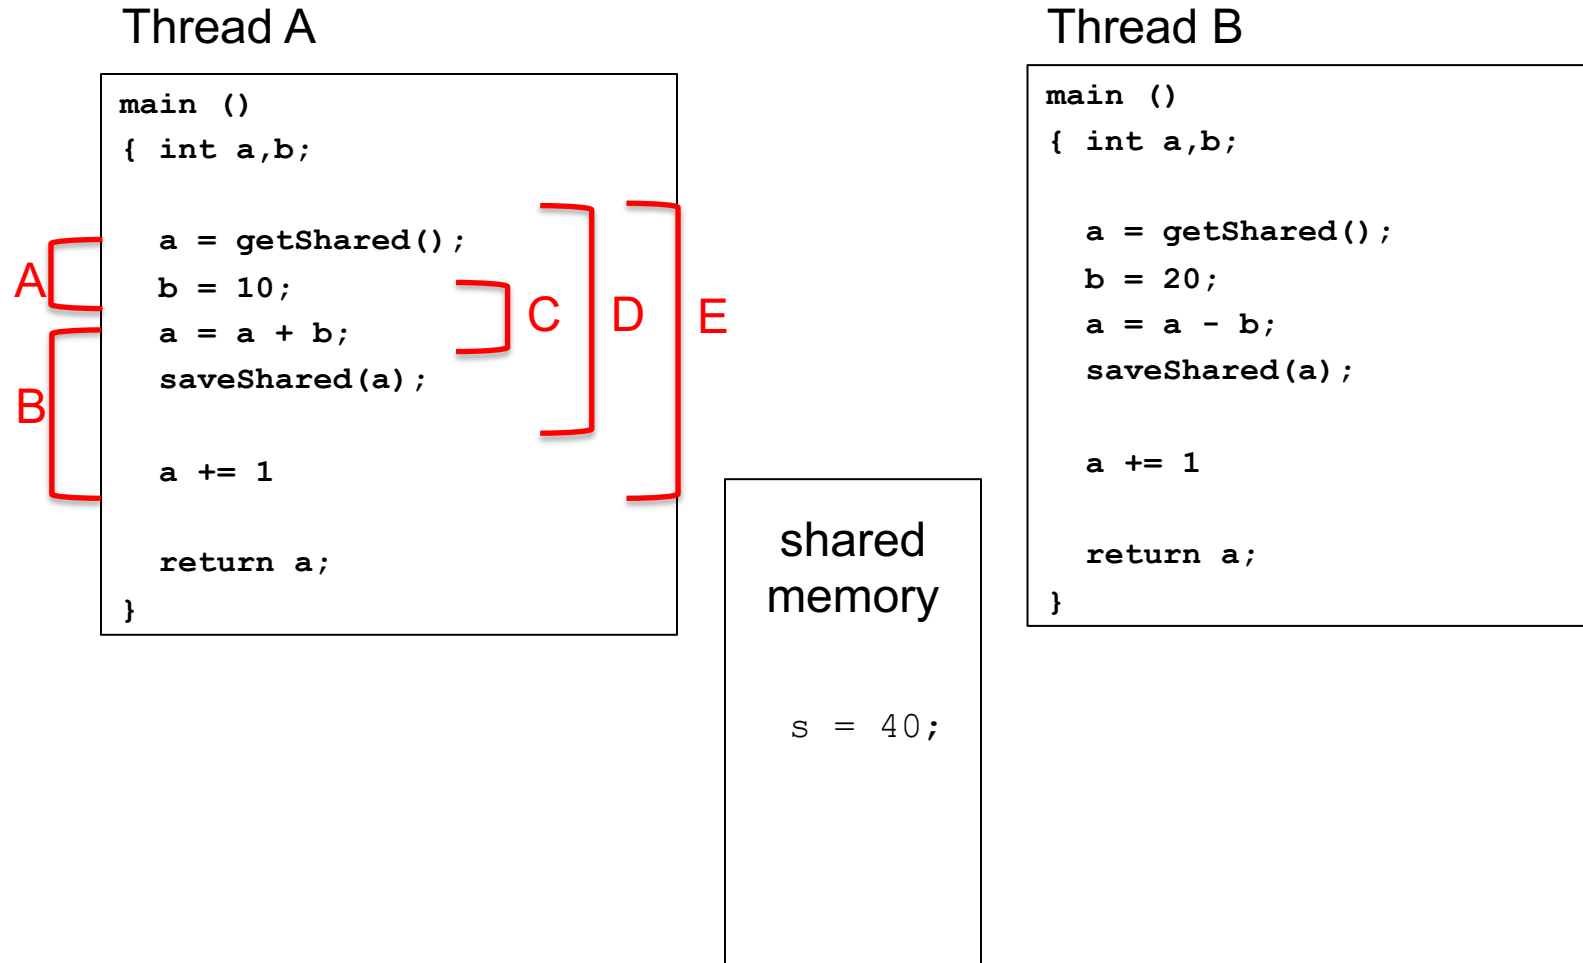 Thread A
main ()
{ int a,b;
a = getShared();
b = 10;
a = a + b;
saveShared(a);
a += 1
return a;
}
A
B
C
D
E
shared
memory
s = 40;
Thread B
main ()
{ int a,b;
a = getShared();
b = 20;
a = a - b;
saveShared(a);
a += 1
return a;
}